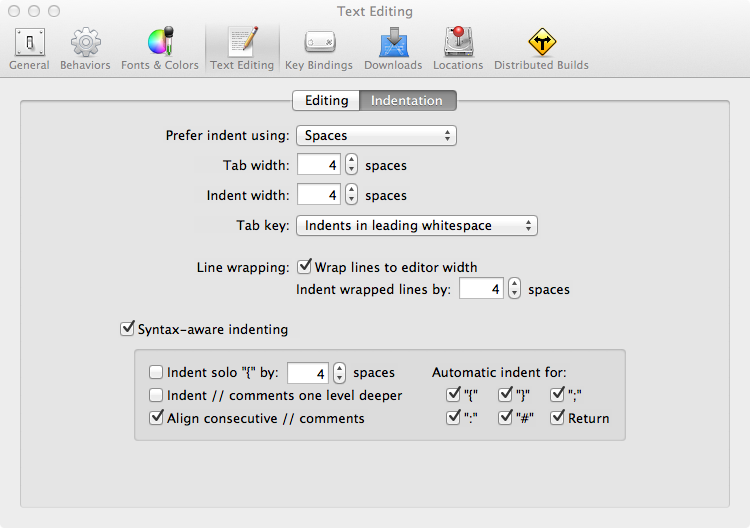 Text Editing
General Behaviors Fonts & Colors Text Editing Key Bindings Downloads Locations Distributed Builds
Editing Indentation
Prefer indent using: Spaces
Tab width: 4 spaces
Indent width: 4 spaces
Tab key: Indents in leading whitespace
Line wrapping: Wrap lines to editor width
Indent wrapped lines by: 4 spaces
Syntax-aware indenting
Indent solo "{" by: 4 spaces Automatic indent for:
Indent // comments one level deeper "{" "}" ";"
Align consecutive // comments ":" "#" Return